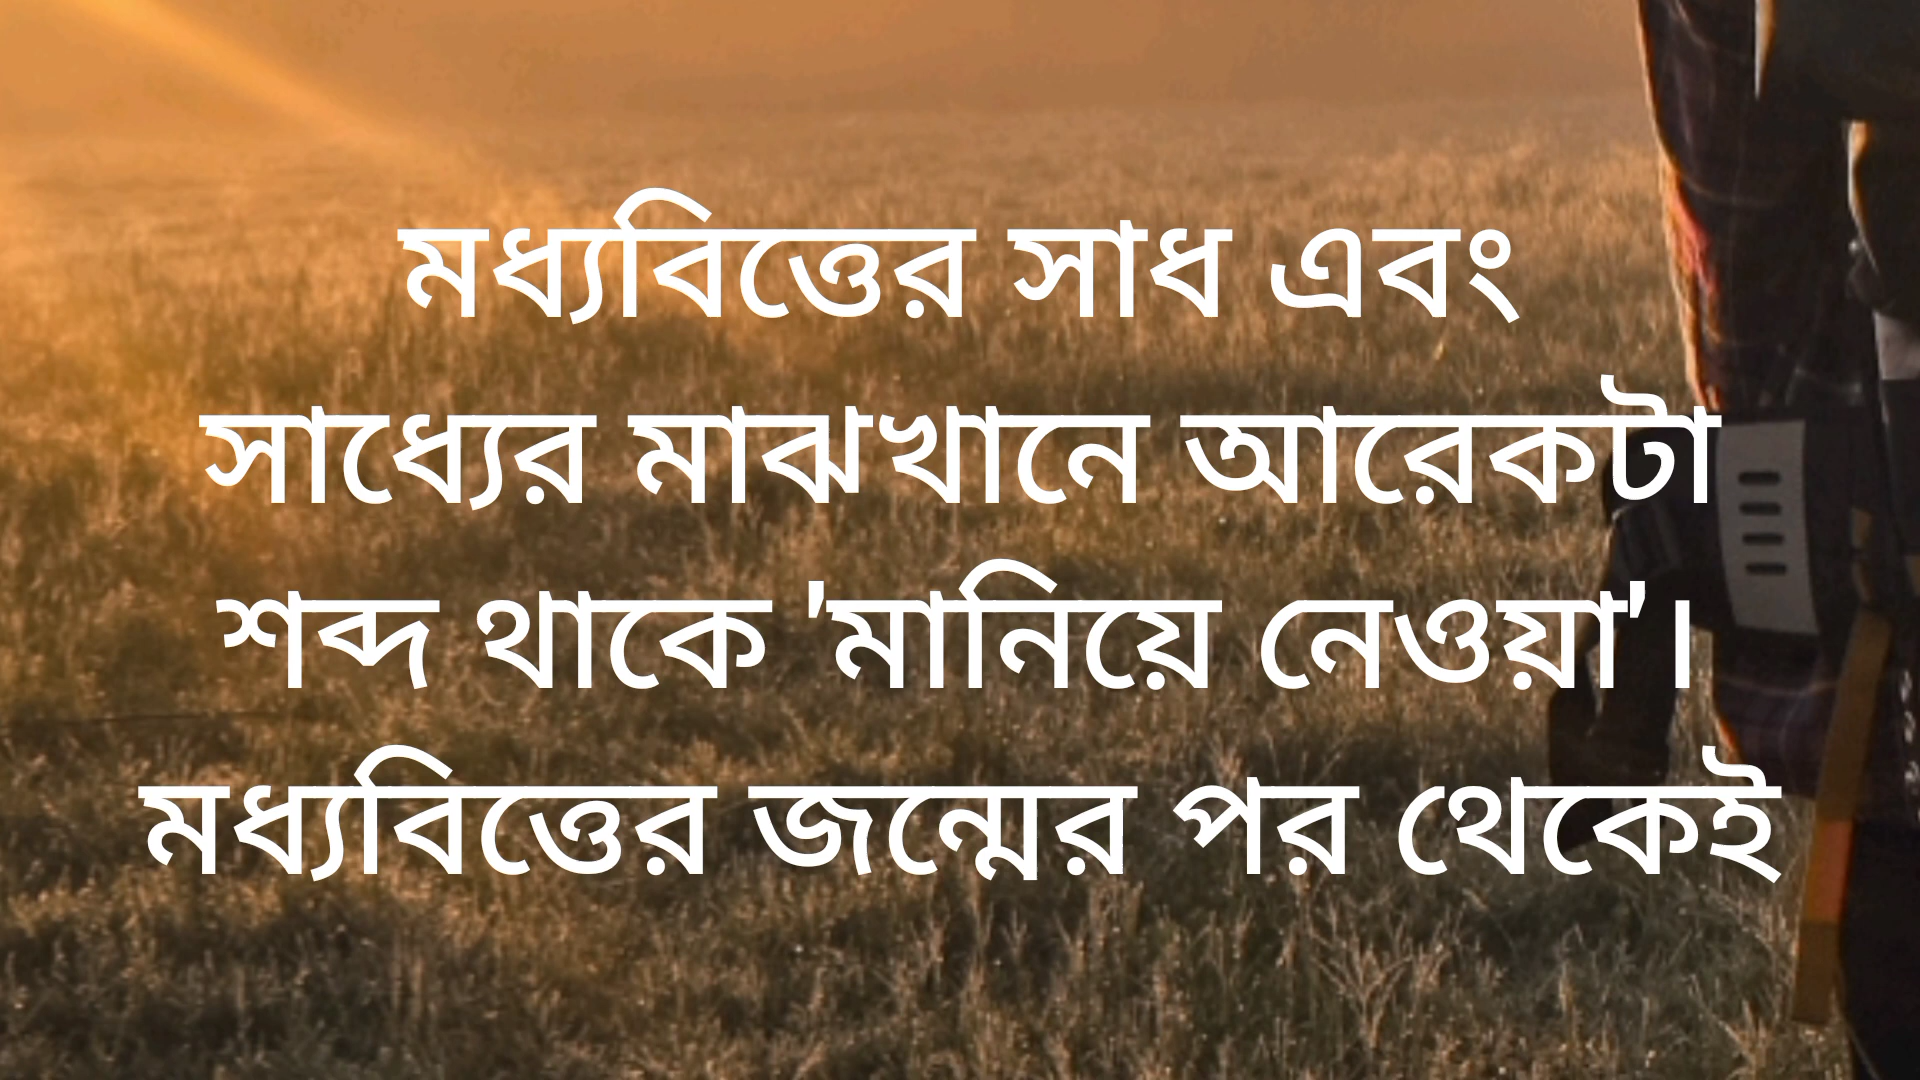 মধ্যবিত্তের সাধ এবং
সাধ্যের মাঝখানে আরেকটা
শব্দ থাকে 'মানিয়ে নেওয়া'।
মধ্যবিত্তের জন্মের পর থেকেই